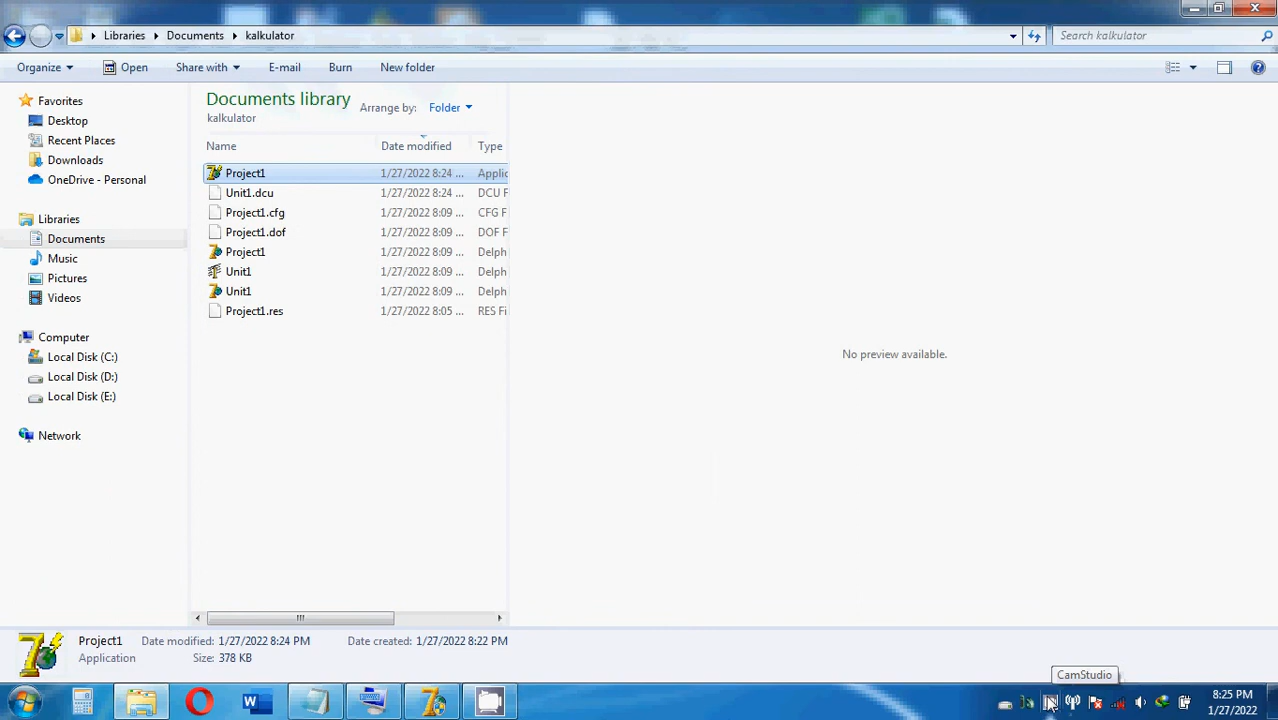 Libraries Documents kalkulator
Search kalkulator
Organize Open Share with E-mail Burn New folder
Favorites
Desktop
Recent Places
Downloads
OneDrive - Personal
Libraries
Documents
Music
Pictures
Videos
Computer
Local Disk (C:)
Local Disk (D:)
Local Disk (E:)
Network
Documents library
kalkulator
Arrange by: Folder
Name Date modified Type
Project1 1/27/2022 8:24 ... Applic
Unit1.dcu 1/27/2022 8:24 ... DCU F
Project1.cfg 1/27/2022 8:09 ... CFG F
Project1.dof 1/27/2022 8:09 ... DOF F
Project1 1/27/2022 8:09 ... Delph
Unit1 1/27/2022 8:09 ... Delph
Unit1 1/27/2022 8:09 ... Delph
Project1.res 1/27/2022 8:05 ... RES Fi
No preview available.
Project1 Date modified: 1/27/2022 8:24 PM Date created: 1/27/2022 8:22 PM
Application Size: 378 KB
CamStudio
8:25 PM
1/27/2022